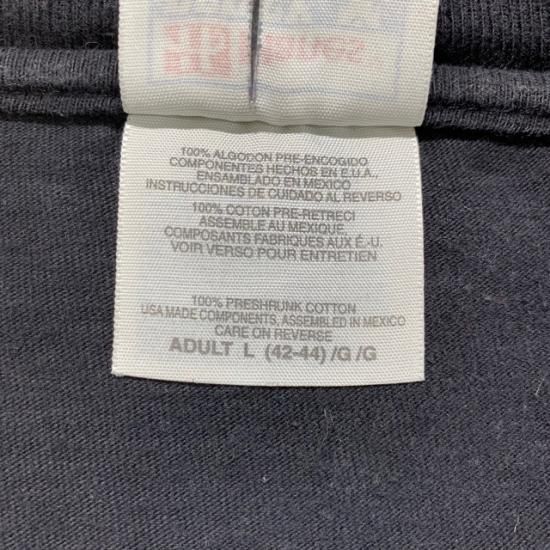 100% ALGODON PRE-ENCOGIDO
COMPONENTES HECHOS EN E.U.A.,
ENSAMBLADO EN MEXICO
INSTRUCCIONES DE CUIDADO AL REVERSO
100% COTON PRE-RETRECI
ASSEMBLE AU MEXIQUE,
COMPOSANTS FABRIQUES AUX É.-U.
VOIR VERSO POUR ENTRETIEN
100% PRESHRUNK COTTON
USA MADE COMPONENTS, ASSEMBLED IN MEXICO
CARE ON REVERSE
ADULT L (42-44) /G /G